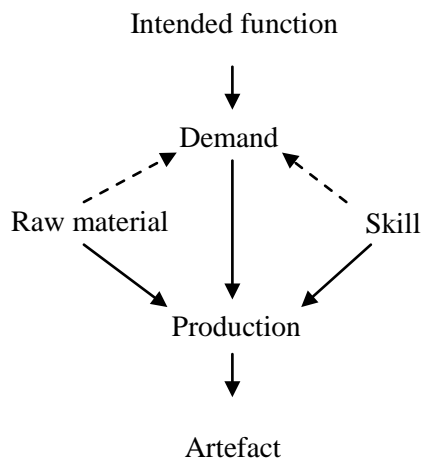 Intended function
Demand
Raw material
Skill
Production
Artefact